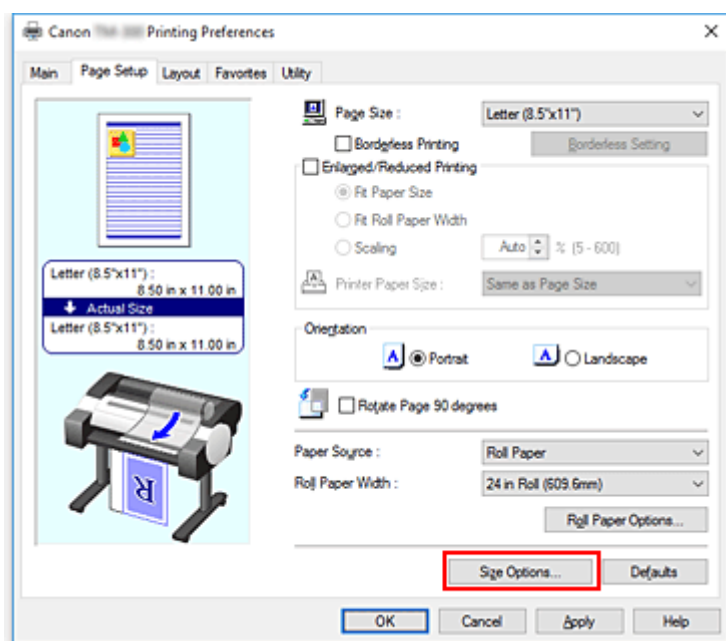 Canon Printing Preferences
Main Page Setup Layout Favorites Utility
Page Size : Letter (8.5"x11")
Borderless Printing Borderless Setting
Enlarged/Reduced Printing
Fit Paper Size
Fit Roll Paper Width
Scaling Auto % (5 - 600)
Printer Paper Size : Same as Page Size
Letter (8.5"x11") :
8.50 in x 11.00 in
Actual Size
Letter (8.5"x11") :
8.50 in x 11.00 in
Orientation
A Portrait A Landscape
Rotate Page 90 degrees
Paper Source : Roll Paper
Roll Paper Width : 24 in Roll (609.6mm)
Roll Paper Options...
R
Size Options... Defaults
OK Cancel Apply Help